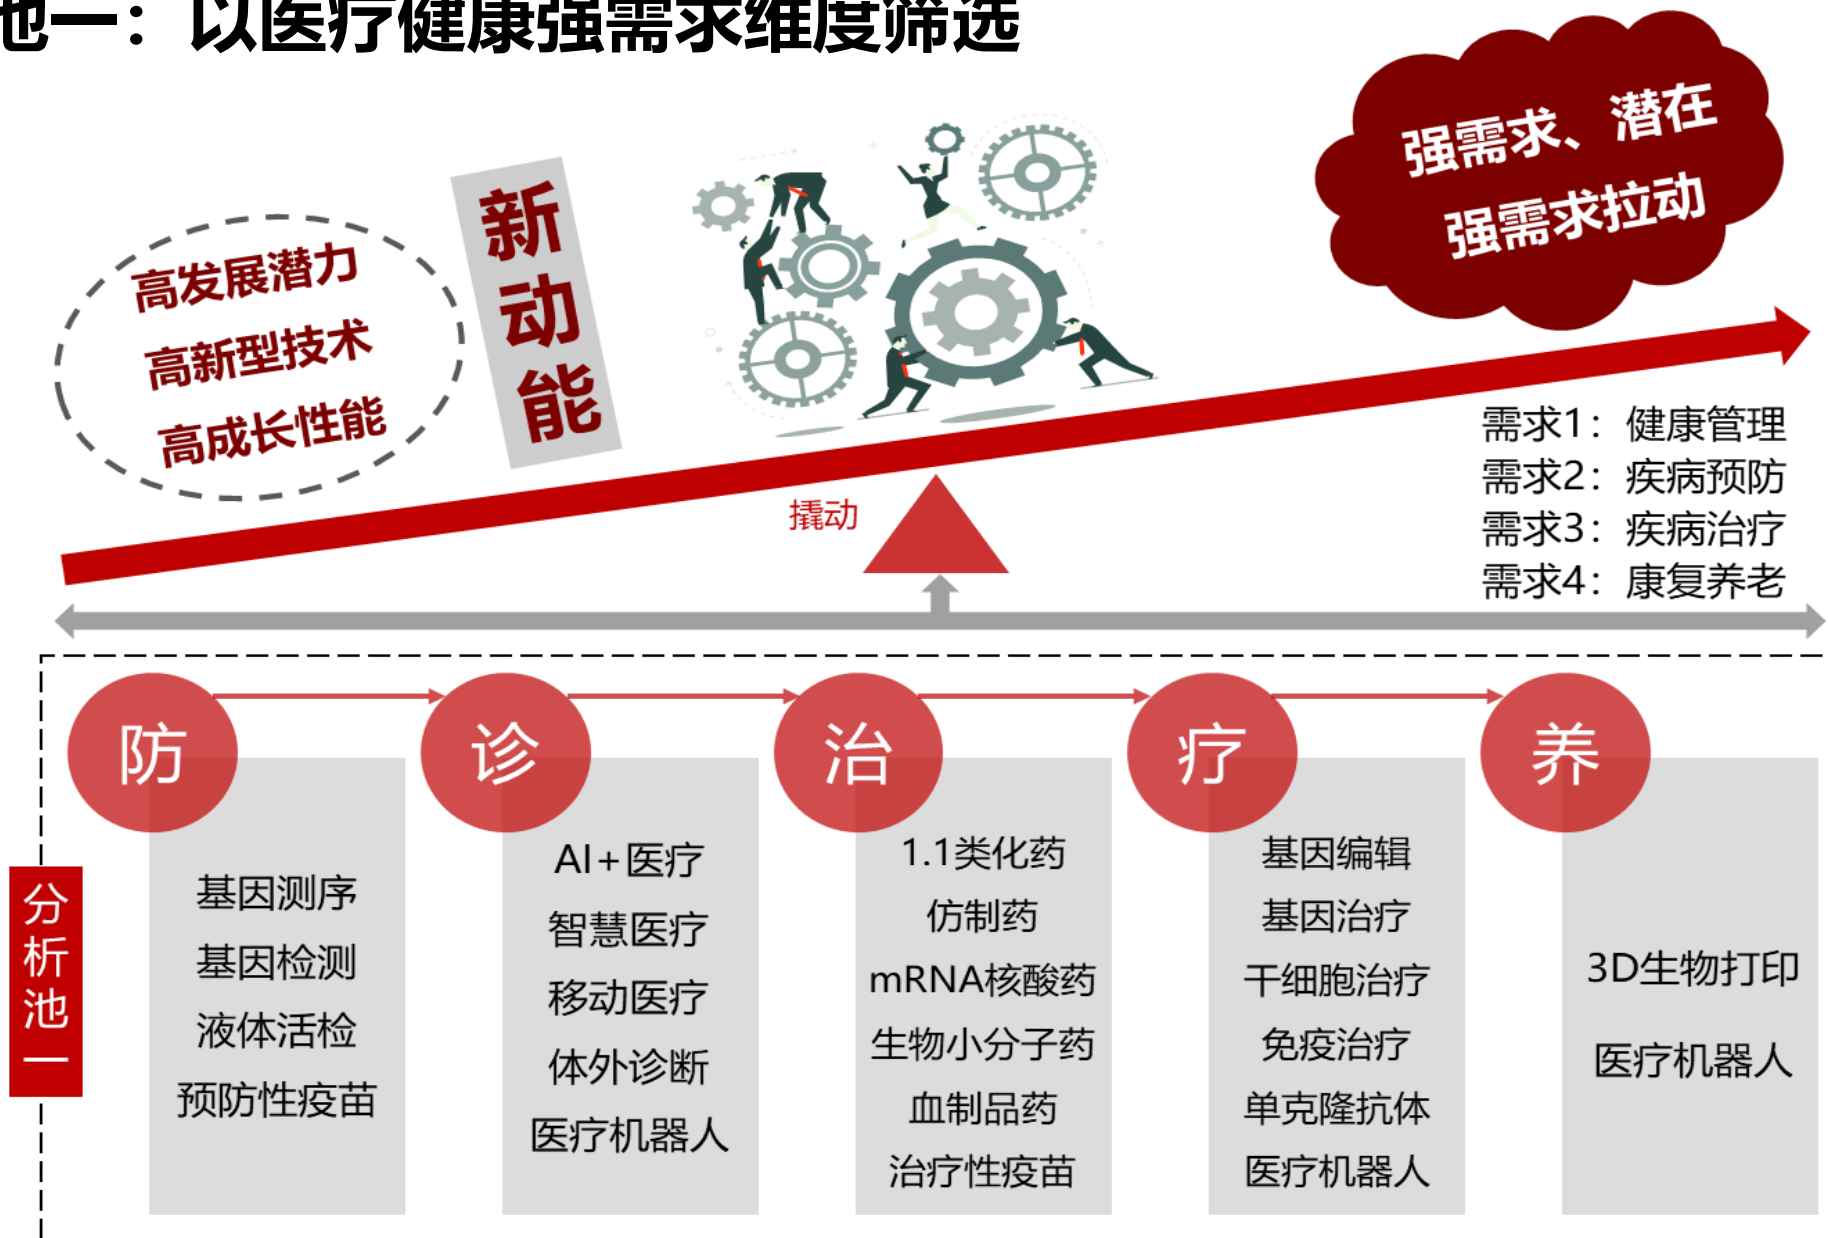 池一：以医疗健康强需求维度筛选
强需求、潜在
强需求拉动
新动能
高发展潜力
高新型技术
高成长性能
撬动
需求1：健康管理
需求2：疾病预防
需求3：疾病治疗
需求4：康复养老
分析池一
防
基因测序
基因检测
液体活检
预防性疫苗
诊
AI+医疗
智慧医疗
移动医疗
体外诊断
医疗机器人
治
1.1类化药
仿制药
mRNA核酸药
生物小分子药
血制品药
治疗性疫苗
疗
基因编辑
基因治疗
干细胞治疗
免疫治疗
单克隆抗体
医疗机器人
养
3D生物打印
医疗机器人